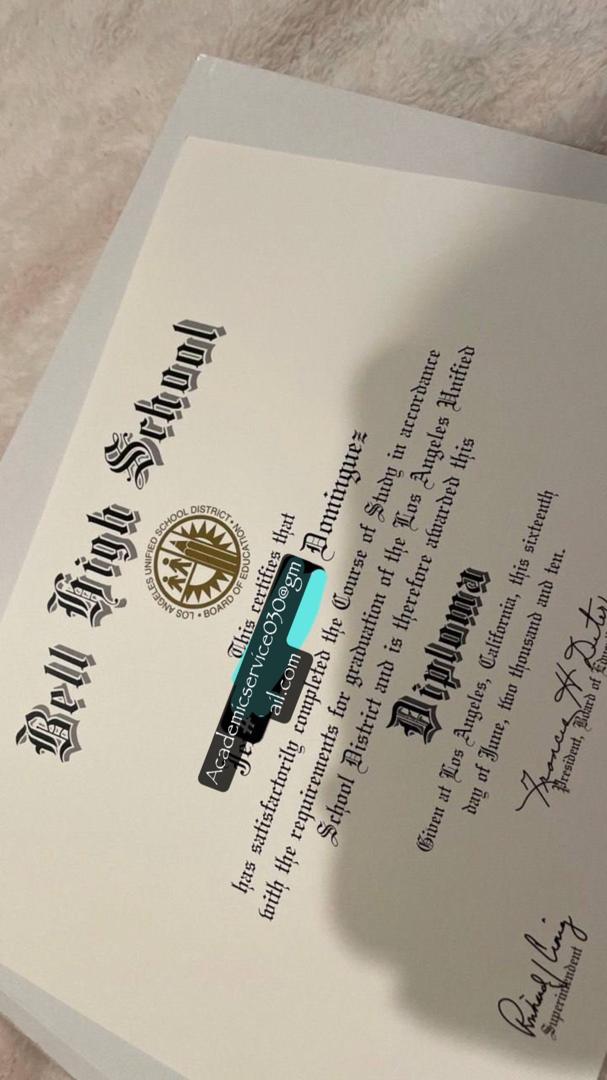 Bell High School
LOS ANGELES UNIFIED SCHOOL DISTRICT • BOARD OF EDUCATION •
This certifies that
Dominguez
Academicservice030@gm
ail.com
has satisfactorily completed the Course of Study in accordance
with the requirements for graduation of the Los Angeles Unified
School District and is therefore awarded this
Diploma
Given at Los Angeles, California, this sixteenth
day of June, two thousand and ten.
Superintendent
President, Board of